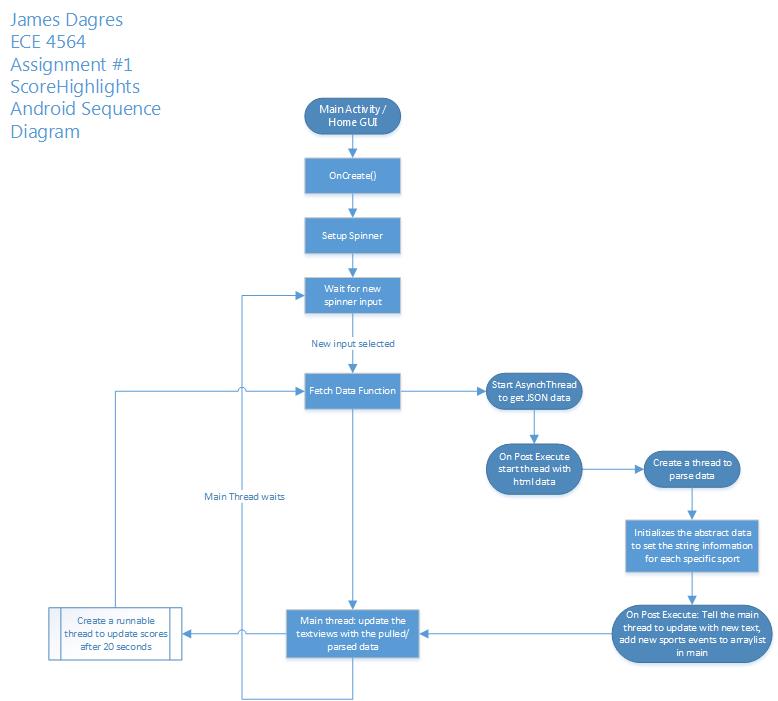 James Dagres
ECE 4564
Assignment #1
ScoreHighlights
Android Sequence
Diagram
Main Activity /
Home GUI
OnCreate()
Setup Spinner
Wait for new
spinner input
New input selected
Fetch Data Function
Start AsynchThread
to get JSON data
On Post Execute
start thread with
html data
Create a thread to
parse data
Main Thread waits
Initializes the abstract data
to set the string information
for each specific sport
Create a runnable
thread to update scores
after 20 seconds
Main thread: update the
textviews with the pulled/
parsed data
On Post Execute: Tell the main
thread to update with new text,
add new sports events to arraylist
in main